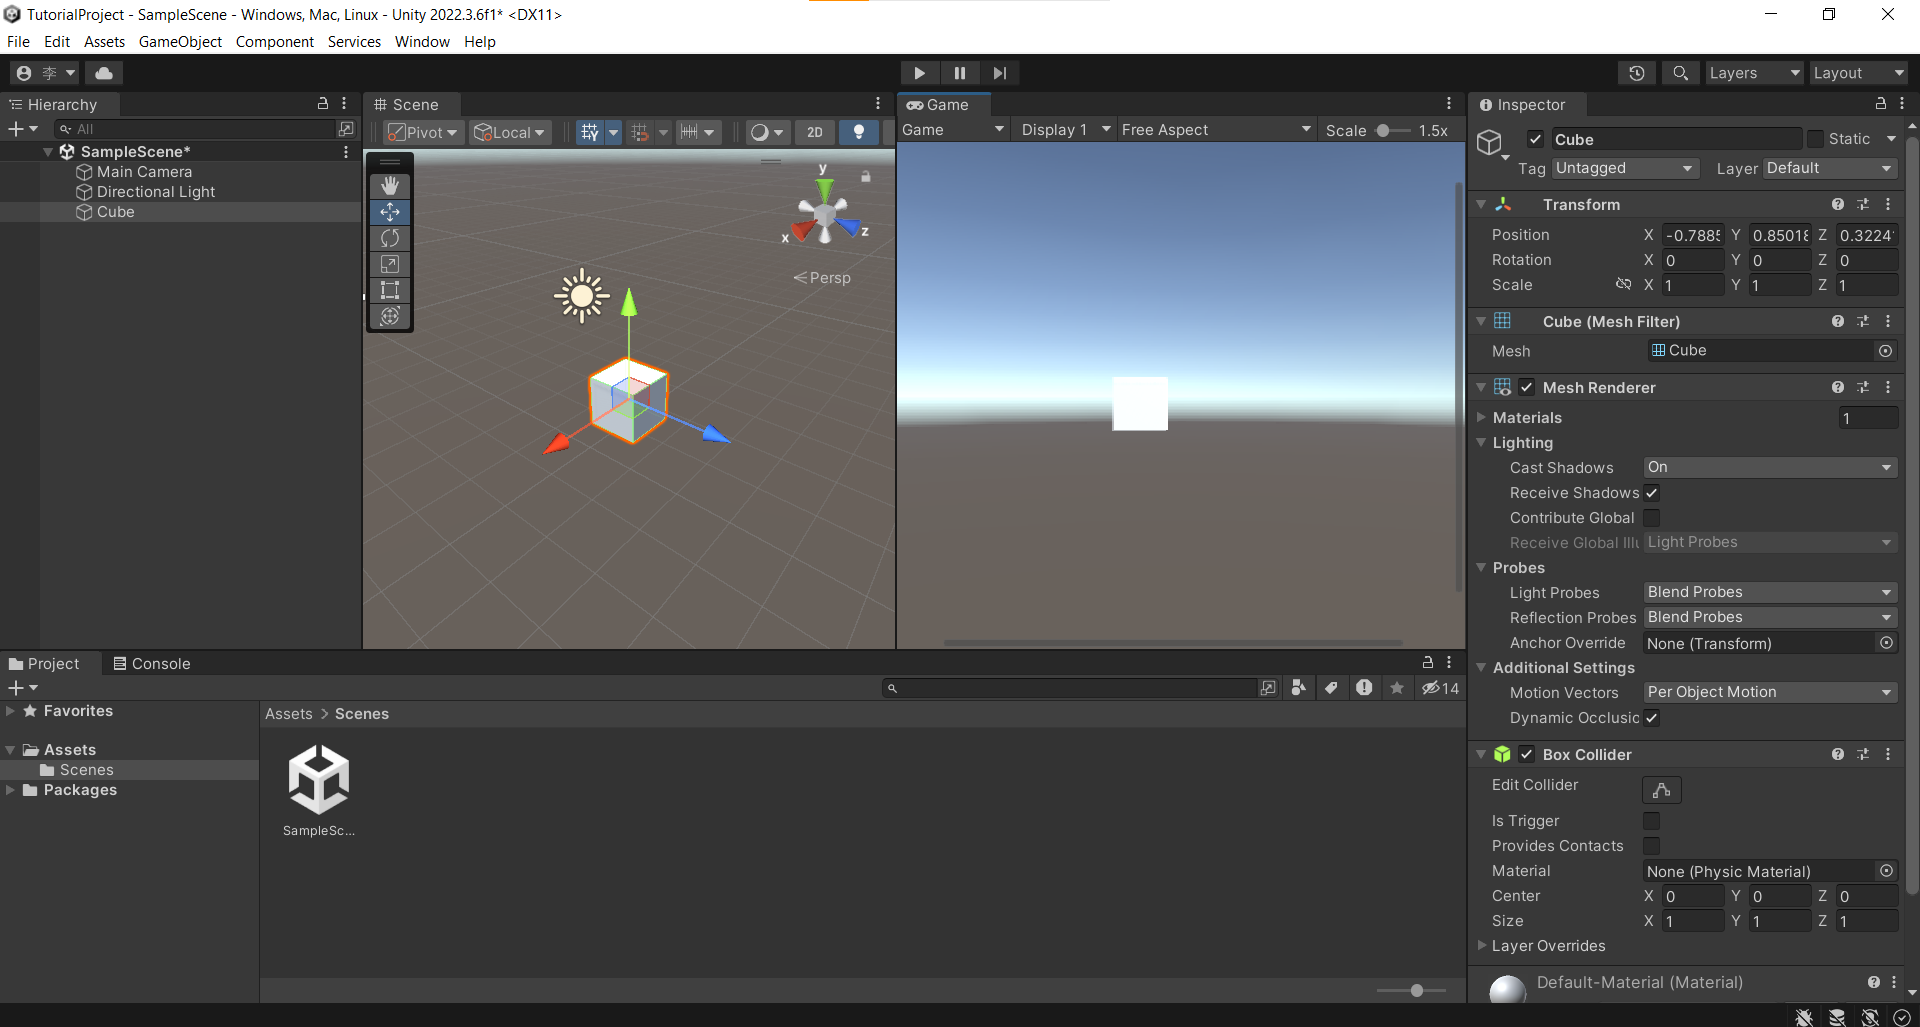 TutorialProject - SampleScene - Windows, Mac, Linux - Unity 2022.3.6f1* <DX11>
File Edit Assets GameObject Component Services Window Help
李
Layers
Layout
Hierarchy
All
SampleScene*
Main Camera
Directional Light
Cube
Scene
Pivot
Local
2D
y
x
z
Persp
Game
Game
Display 1
Free Aspect
Scale
1.5x
Inspector
Cube
Static
Tag Untagged Layer Default
Transform
Position X -0.7885 Y 0.85018 Z 0.3224
Rotation X 0 Y 0 Z 0
Scale X 1 Y 1 Z 1
Cube (Mesh Filter)
Mesh Cube
Mesh Renderer
Materials 1
Lighting
Cast Shadows On
Receive Shadows
Contribute Global
Receive Global Illu Light Probes
Probes
Light Probes Blend Probes
Reflection Probes Blend Probes
Anchor Override None (Transform)
Additional Settings
Motion Vectors Per Object Motion
Dynamic Occlusic
Box Collider
Edit Collider
Is Trigger
Provides Contacts
Material None (Physic Material)
Center X 0 Y 0 Z 0
Size X 1 Y 1 Z 1
Layer Overrides
Default-Material (Material)
Project
Console
14
Favorites
Assets
Scenes
Packages
Assets > Scenes
SampleSc...